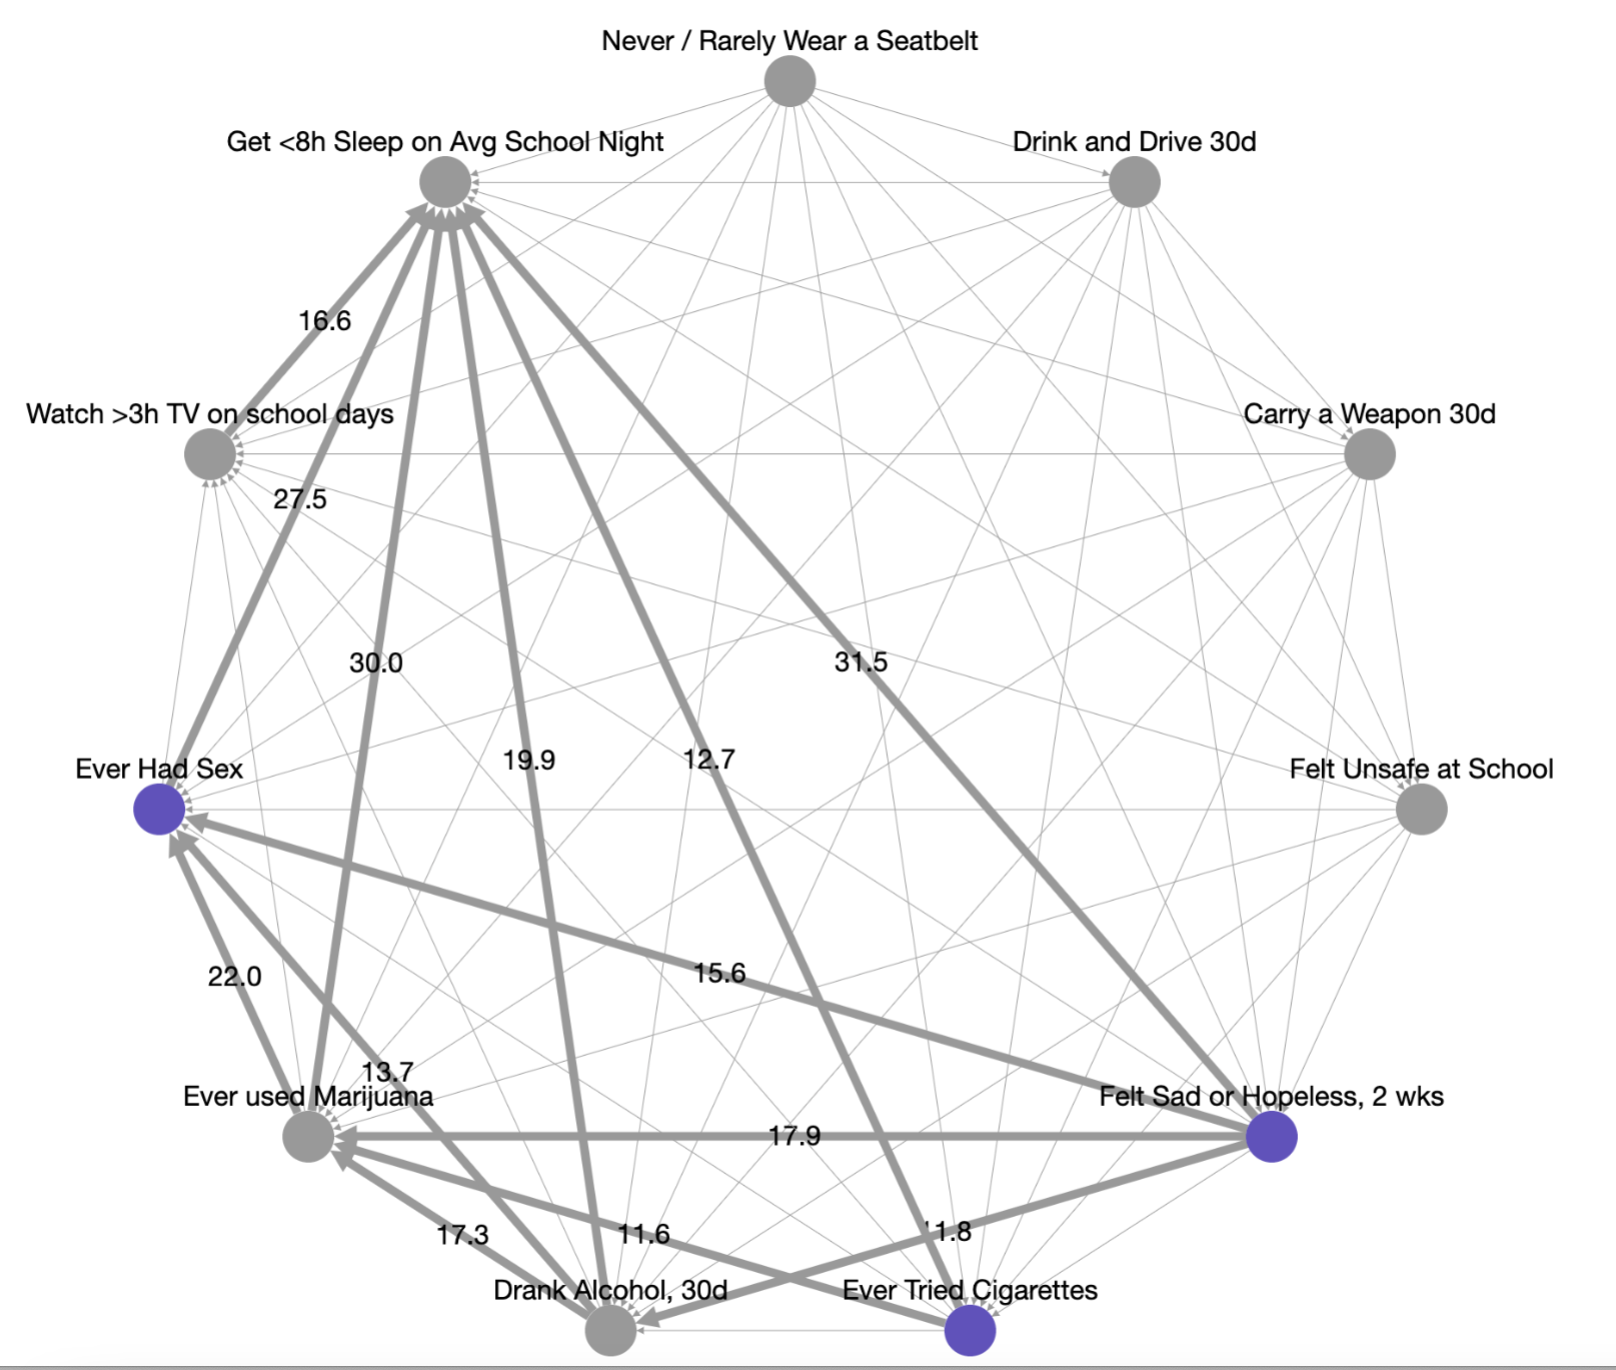 Never / Rarely Wear a Seatbelt
Get <8h Sleep on Avg School Night
Drink and Drive 30d
16.6
Watch >3h TV on school days
Carry a Weapon 30d
27.5
30.0
31.5
19.9
12.7
Ever Had Sex
Felt Unsafe at School
22.0
15.6
13.7
Ever used Marijuana
Felt Sad or Hopeless, 2 wks
17.9
17.3
11.6
Drank Alcohol, 30d
Ever Tried Cigarettes